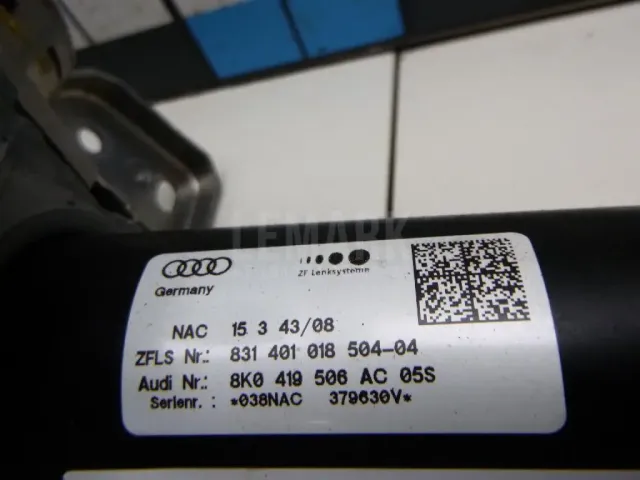 LEMARK
Germany
ZF Lenksysteme
NAC 15 3 43/08
ZFLS Nr.: 831 401 018 504-04
Audi Nr.: 8K0 419 506 AC 05S
Serienr. : *038NAC 379630V*